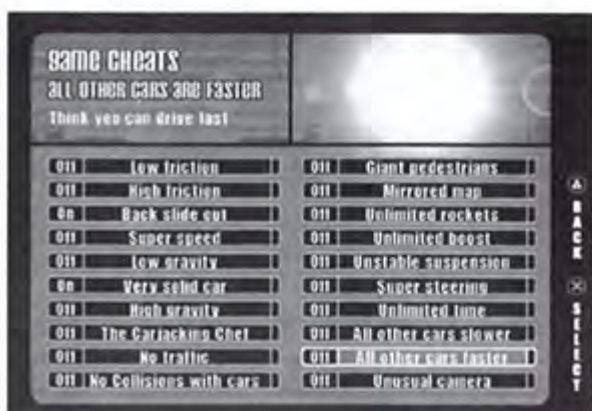 game cheats
all other cars are faster
Think you can drive fast
Off Low friction
Off High friction
On Back slide out
Off Super speed
Off Low gravity
On Very solid car
Off High gravity
Off The Carjacking Chef
Off No traffic
Off No Collisions with cars
Off Giant pedestrians
Off Mirrored map
Off Unlimited rockets
Off Unlimited boost
Off Unstable suspension
Off Super steering
Off Unlimited time
Off All other cars slower
Off All other cars faster
Off Unusual camera
BACK
SELECT